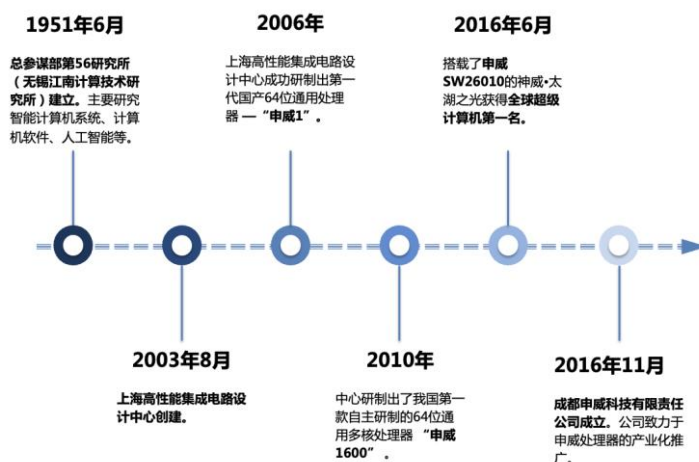 1951年6月
总参谋部第56研究所
（无锡江南计算技术研
究所）建立。主要研究
智能计算机系统、计算
机软件、人工智能等。
2003年8月
上海高性能集成电路设
计中心创建。
2006年
上海高性能集成电路设
计中心成功研制出第一
代国产64位通用处理
器 — “申威1” 。
2010年
中心研制出了我国第一
款自主研制的64位通
用多核处理器 “申威
1600” 。
2016年6月
搭载了申威
SW26010的神威•太
湖之光获得全球超级
计算机第一名。
2016年11月
成都申威科技有限责任
公司成立。公司致力于
申威处理器的产业化推
广。